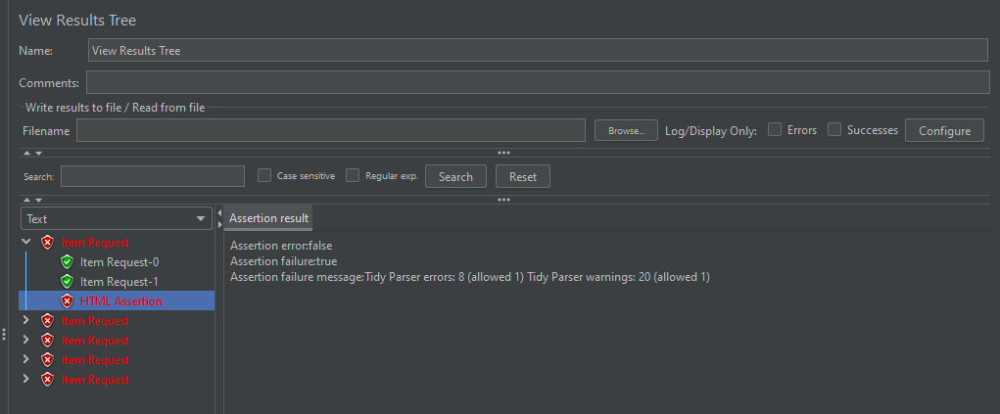 View Results Tree
Name: View Results Tree
Comments:
Write results to file / Read from file
Filename Browse... Log/Display Only: Errors Successes Configure
Search: Case sensitive Regular exp. Search Reset
Text
Assertion result
Item Request
Item Request-0
Item Request-1
HTML Assertion
Item Request
Item Request
Item Request
Item Request
Assertion error:false
Assertion failure:true
Assertion failure message:Tidy Parser errors: 8 (allowed 1) Tidy Parser warnings: 20 (allowed 1)